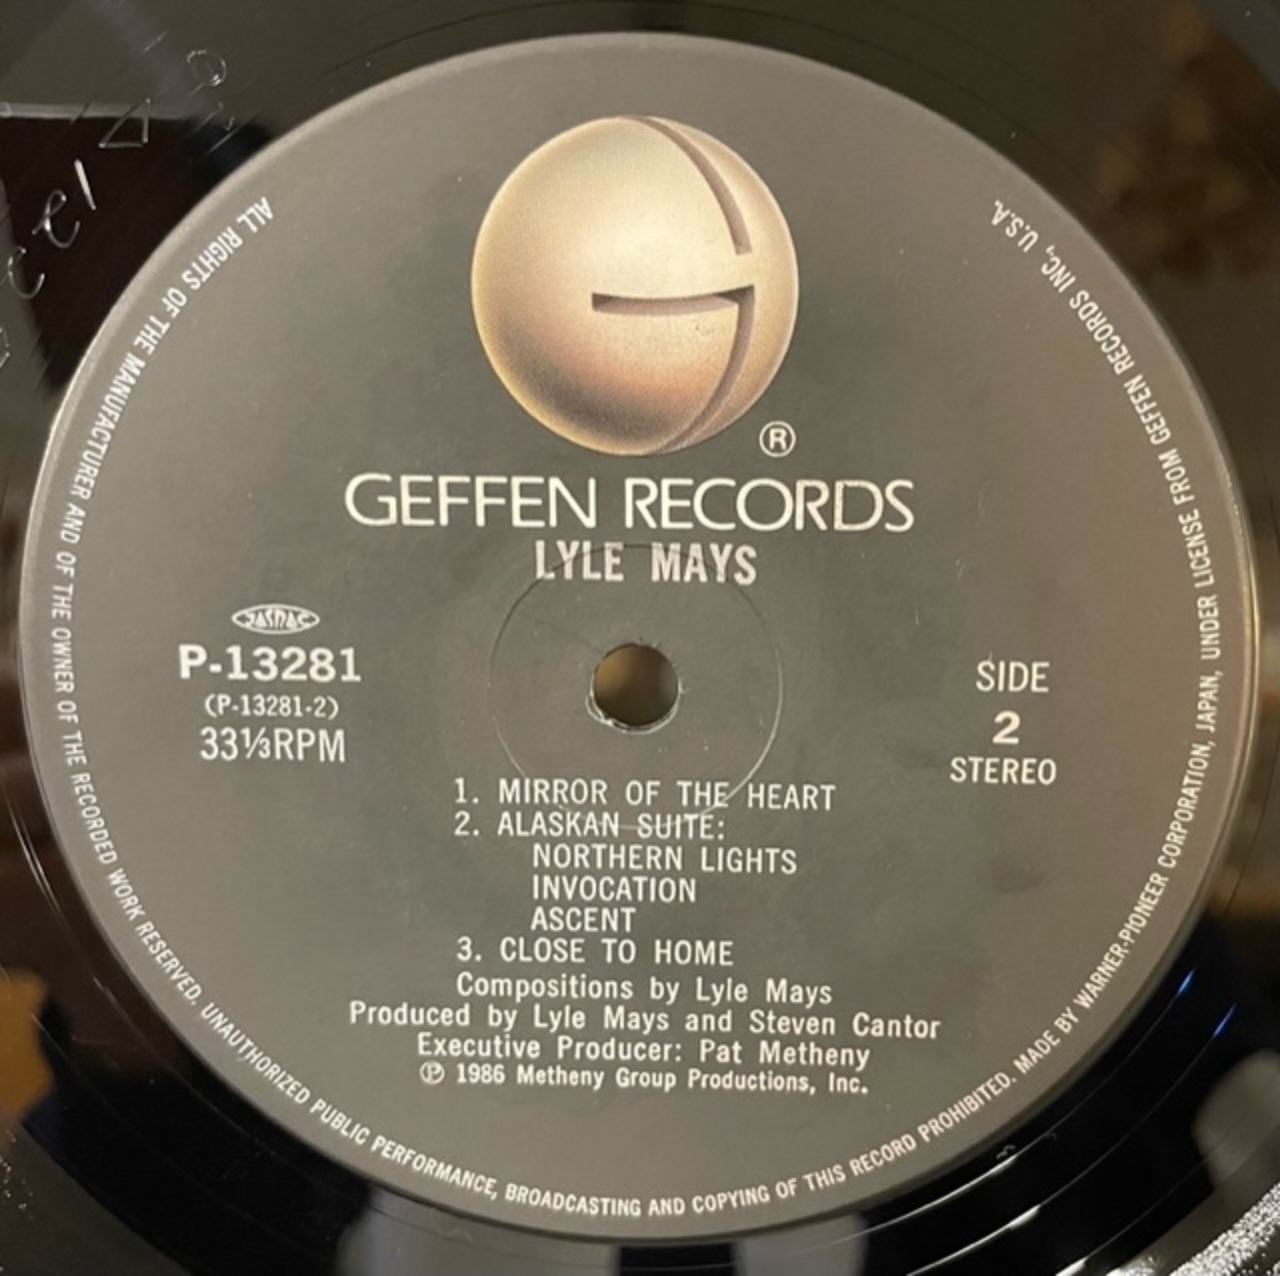 ®
GEFFEN RECORDS
LYLE MAYS
JASRAC
P-13281
(P-13281-2)
33⅓RPM
SIDE
2
STEREO
1. MIRROR OF THE HEART
2. ALASKAN SUITE:
NORTHERN LIGHTS
INVOCATION
ASCENT
3. CLOSE TO HOME
Compositions by Lyle Mays
Produced by Lyle Mays and Steven Cantor
Executive Producer: Pat Metheny
℗ 1986 Metheny Group Productions, Inc.
ALL RIGHTS OF THE MANUFACTURER AND OF THE OWNER OF THE RECORDED WORK RESERVED. UNAUTHORIZED PUBLIC PERFORMANCE, BROADCASTING AND COPYING OF THIS RECORD PROHIBITED. MADE BY WARNER-PIONEER CORPORATION, JAPAN, UNDER LICENSE FROM GEFFEN RECORDS INC., U.S.A.